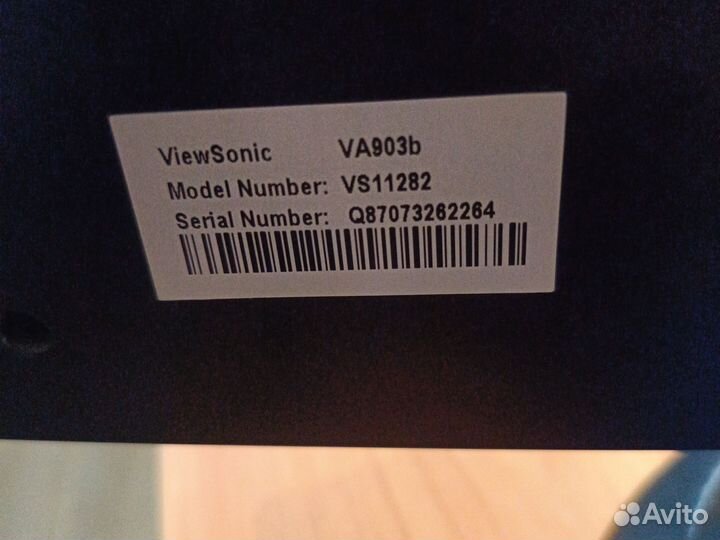 ViewSonic VA903b
Model Number: VS11282
Serial Number: Q87073262264
Avito